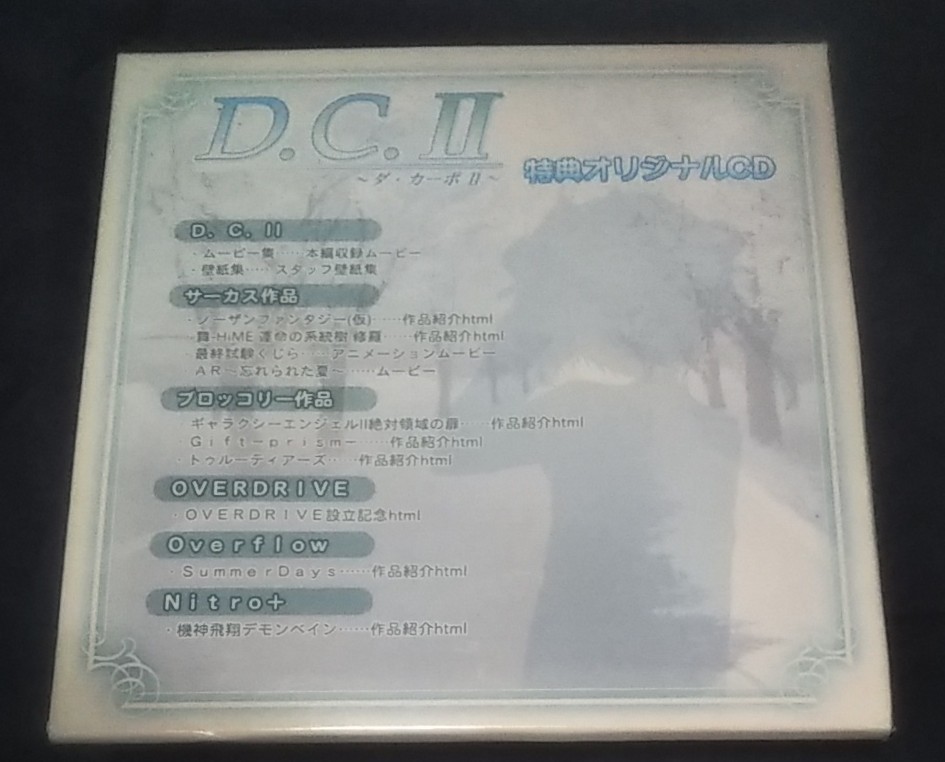 D.C.II
～ダ・カーポⅡ～
特典オリジナルCD
D.C.II
・ムービー集‥‥本編収録ムービー
・壁紙集‥‥スタッフ壁紙集
サーカス作品
・ノーザンファンタジー(仮)‥‥作品紹介html
・舞-HiME 運命の系統樹 修羅‥‥作品紹介html
・最終試験くじら‥‥アニメーションムービー
・AR～忘れられた夏～‥‥ムービー
ブロッコリー作品
・ギャラクシーエンジェルII絶対領域の扉‥‥作品紹介html
・Gift－prism－‥‥作品紹介html
・トゥルーティアーズ‥‥作品紹介html
OVERDRIVE
・OVERDRIVE設立記念html
Overflow
・SummerDays‥‥作品紹介html
Nitro+
・機神飛翔デモンベイン‥‥作品紹介html